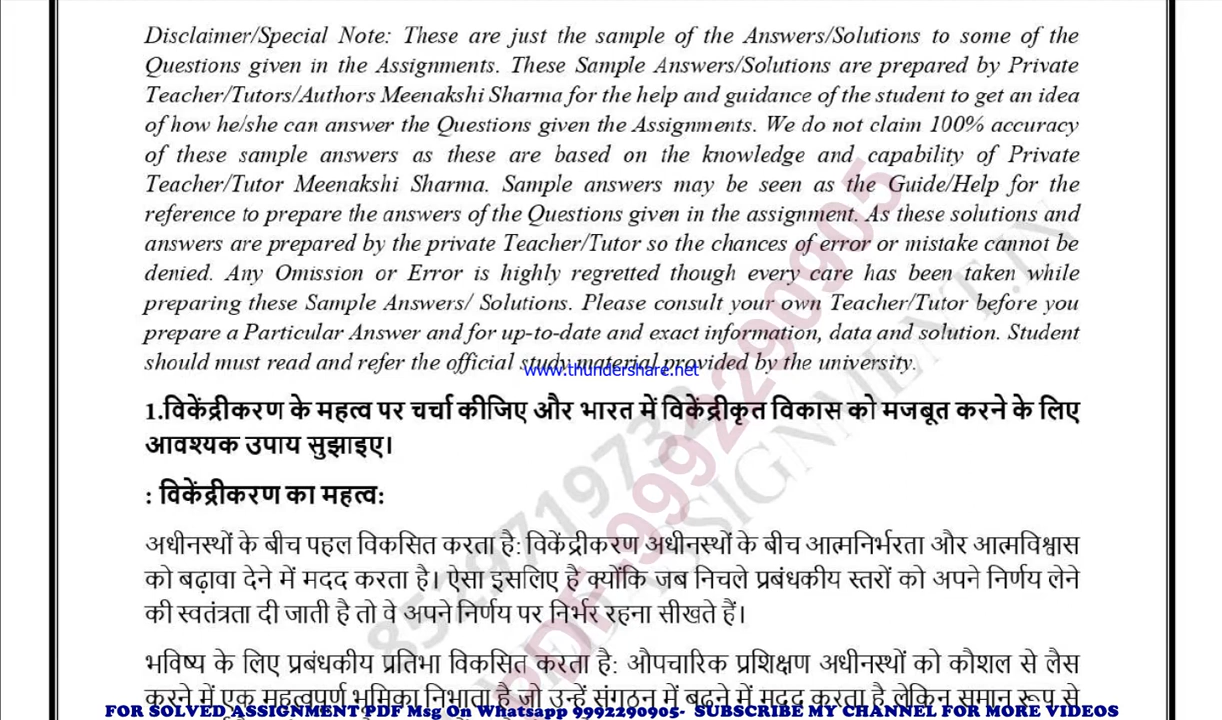 Disclaimer/Special Note: These are just the sample of the Answers/Solutions to some of the
Questions given in the Assignments. These Sample Answers/Solutions are prepared by Private
Teacher/Tutors/Authors Meenakshi Sharma for the help and guidance of the student to get an idea
of how he/she can answer the Questions given the Assignments. We do not claim 100% accuracy
of these sample answers as these are based on the knowledge and capability of Private
Teacher/Tutor Meenakshi Sharma. Sample answers may be seen as the Guide/Help for the
reference to prepare the answers of the Questions given in the assignment. As these solutions and
answers are prepared by the private Teacher/Tutor so the chances of error or mistake cannot be
denied. Any Omission or Error is highly regretted though every care has been taken while
preparing these Sample Answers/ Solutions. Please consult your own Teacher/Tutor before you
prepare a Particular Answer and for up-to-date and exact information, data and solution. Student
should must read and refer the official study material provided by the university.
www.thundershare.net
1.विकेंद्रीकरण के महत्व पर चर्चा कीजिए और भारत में विकेंद्रीकृत विकास को मजबूत करने के लिए
आवश्यक उपाय सुझाइए।
: विकेंद्रीकरण का महत्व:
अधीनस्थों के बीच पहल विकसित करता है: विकेंद्रीकरण अधीनस्थों के बीच आत्मनिर्भरता और आत्मविश्वास
को बढ़ावा देने में मदद करता है। ऐसा इसलिए है क्योंकि जब निचले प्रबंधकीय स्तरों को अपने निर्णय लेने
की स्वतंत्रता दी जाती है तो वे अपने निर्णय पर निर्भर रहना सीखते हैं।
भविष्य के लिए प्रबंधकीय प्रतिभा विकसित करता है: औपचारिक प्रशिक्षण अधीनस्थों को कौशल से लैस
करने में एक महत्वपूर्ण भूमिका निभाता है जो उन्हें संगठन में बढ़ने में मदद करता है लेकिन समान रूप से
FOR SOLVED ASSIGNMENT PDF Msg On Whatsapp 9992290905- SUBSCRIBE MY CHANNEL FOR MORE VIDEOS
8529719732
PDF-9992290905